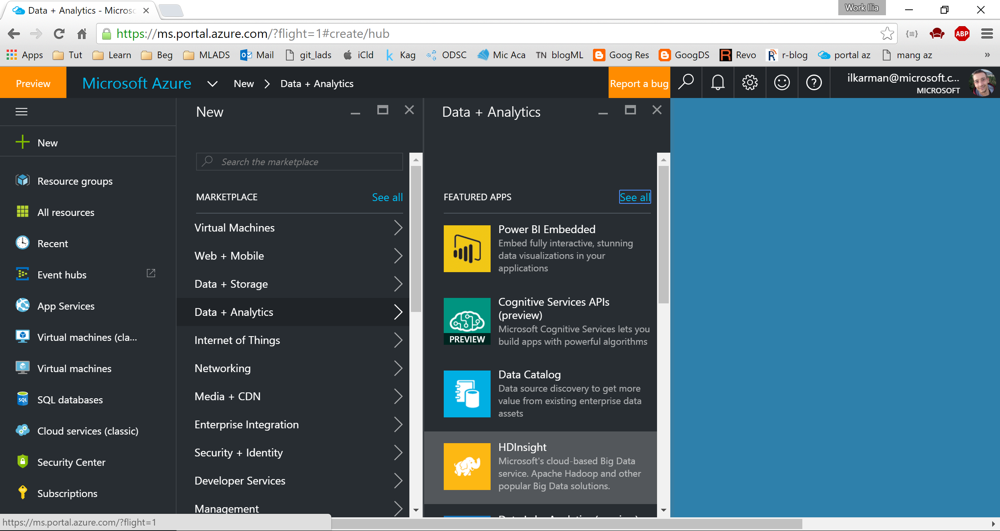 Data + Analytics - Micros
Work Ilia
https://ms.portal.azure.com/?flight=1#create/hub
ABP
Apps Tut Learn Beg MLADS Mail git_lads iCld Kag ODSC Mic Aca TN blogML Goog Res GoogDS Revo r-blog portal az mang az »
Preview
Microsoft Azure New Data + Analytics
Report a bug
ilkarman@microsoft.c...
MICROSOFT
New
Resource groups
All resources
Recent
Event hubs
App Services
Virtual machines (cla...
Virtual machines
SQL
SQL databases
Cloud services (classic)
Security Center
Subscriptions
New
Search the marketplace
MARKETPLACE See all
Virtual Machines
Web + Mobile
Data + Storage
Data + Analytics
Internet of Things
Networking
Media + CDN
Enterprise Integration
Security + Identity
Developer Services
Management
Data + Analytics
FEATURED APPS See all
Power BI Embedded
Embed fully interactive, stunning
data visualizations in your
applications
PREVIEW
Cognitive Services APIs
(preview)
Microsoft Cognitive Services lets you
build apps with powerful algorithms
Data Catalog
Data source discovery to get more
value from existing enterprise data
assets
HDInsight
Microsoft's cloud-based Big Data
service. Apache Hadoop and other
popular Big Data solutions.
https://ms.portal.azure.com/?flight=1